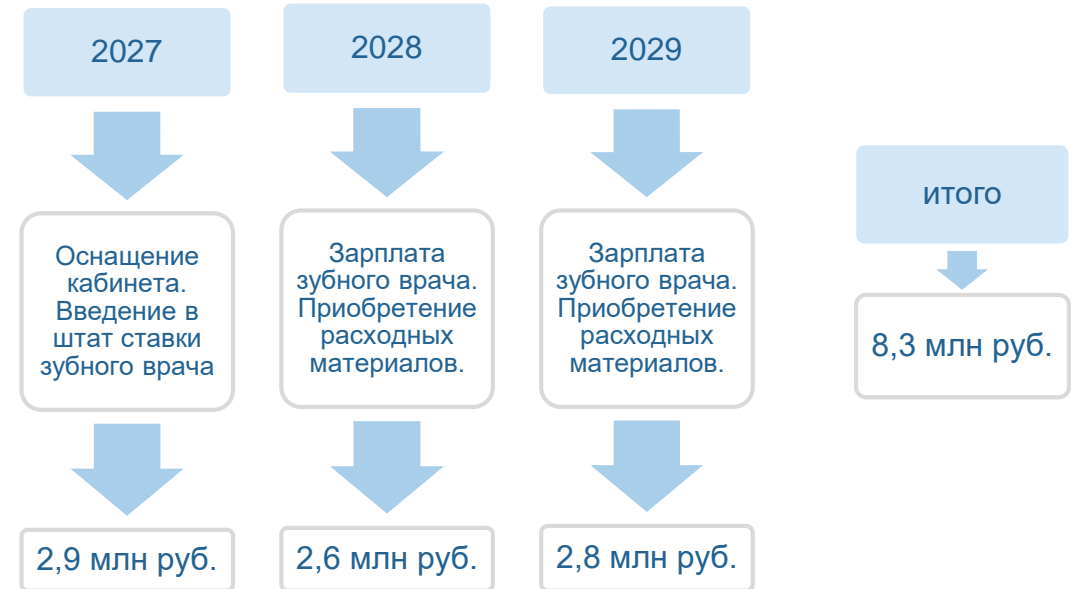 2027
2028
2029
Оснащение
кабинета.
Введение в
штат ставки
зубного врача
Зарплата
зубного врача.
Приобретение
расходных
материалов.
Зарплата
зубного врача.
Приобретение
расходных
материалов.
2,9 млн руб.
2,6 млн руб.
2,8 млн руб.
итого
8,3 млн руб.